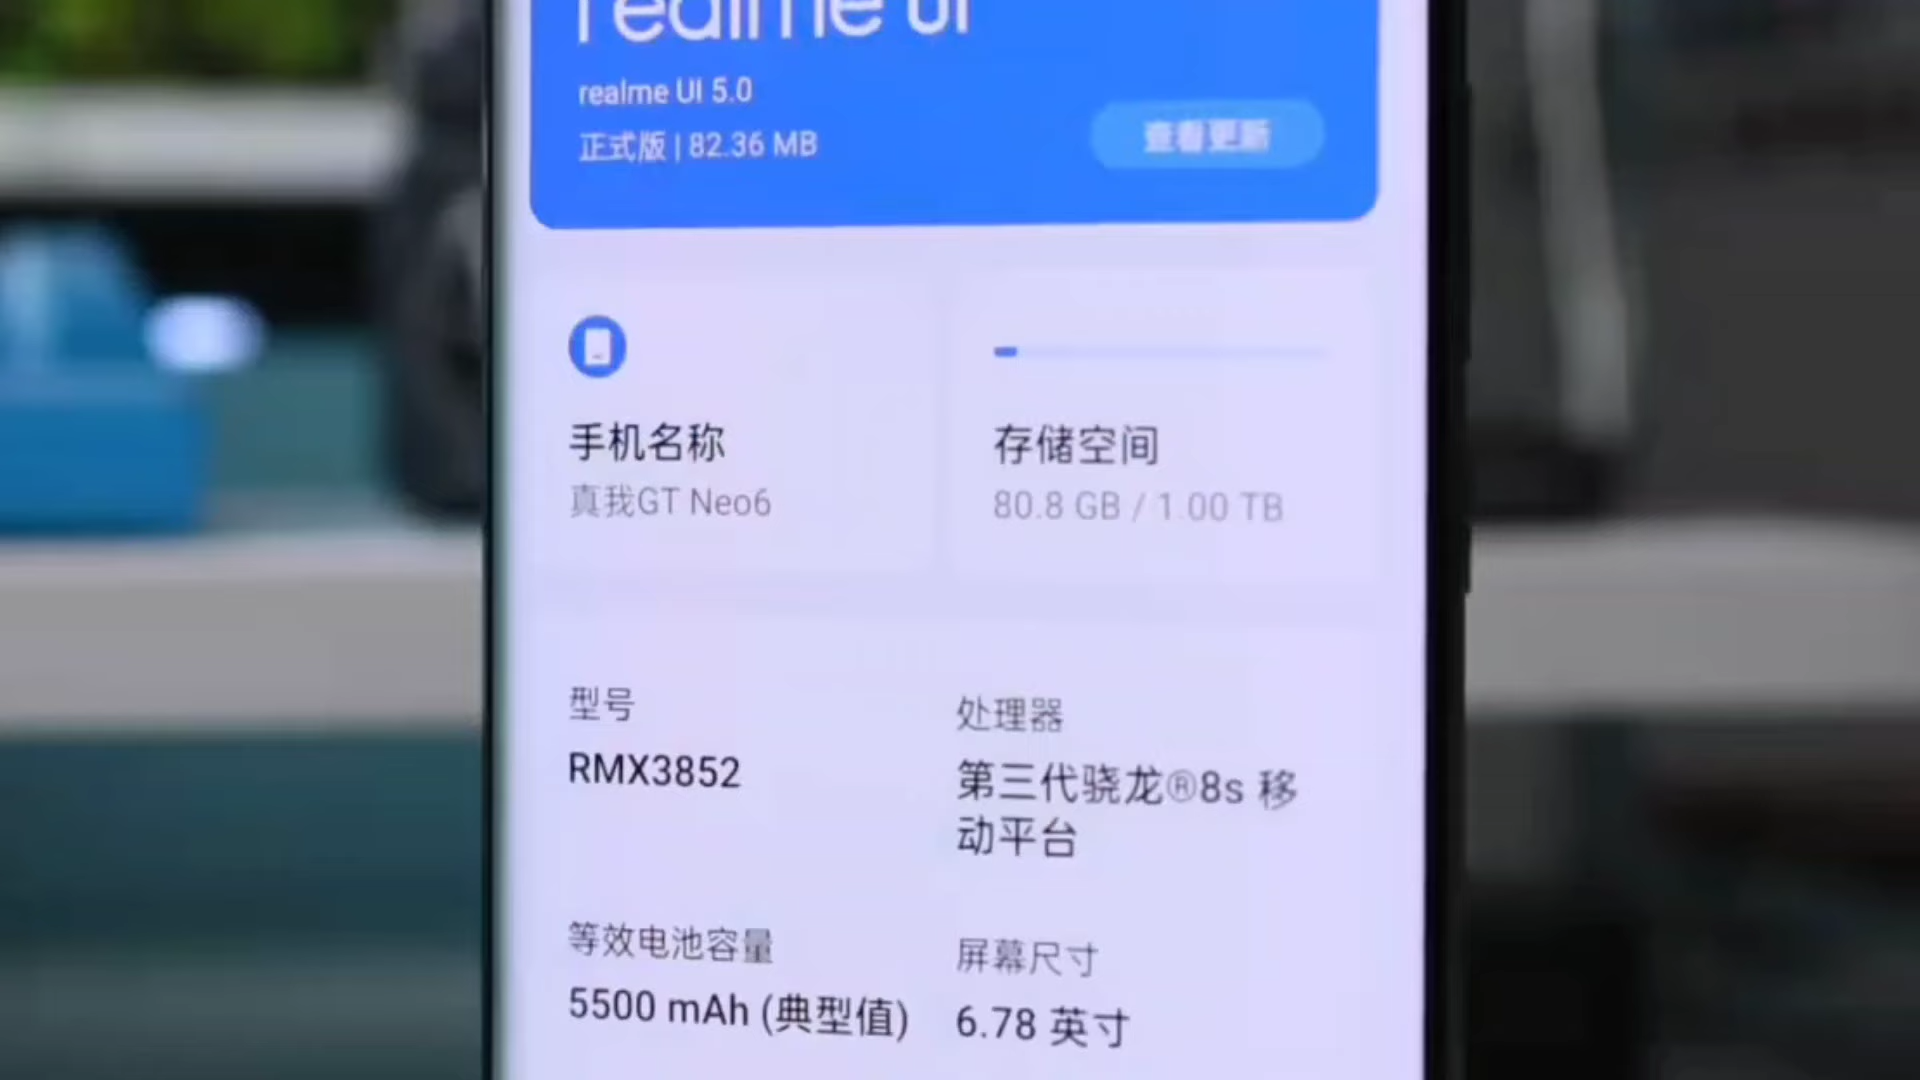 realme UI
realme UI 5.0
正式版 | 82.36 MB
查看更新
手机名称
真我GT Neo6
存储空间
80.8 GB / 1.00 TB
型号
RMX3852
处理器
第三代骁龙®8s 移
动平台
等效电池容量
5500 mAh (典型值)
屏幕尺寸
6.78 英寸